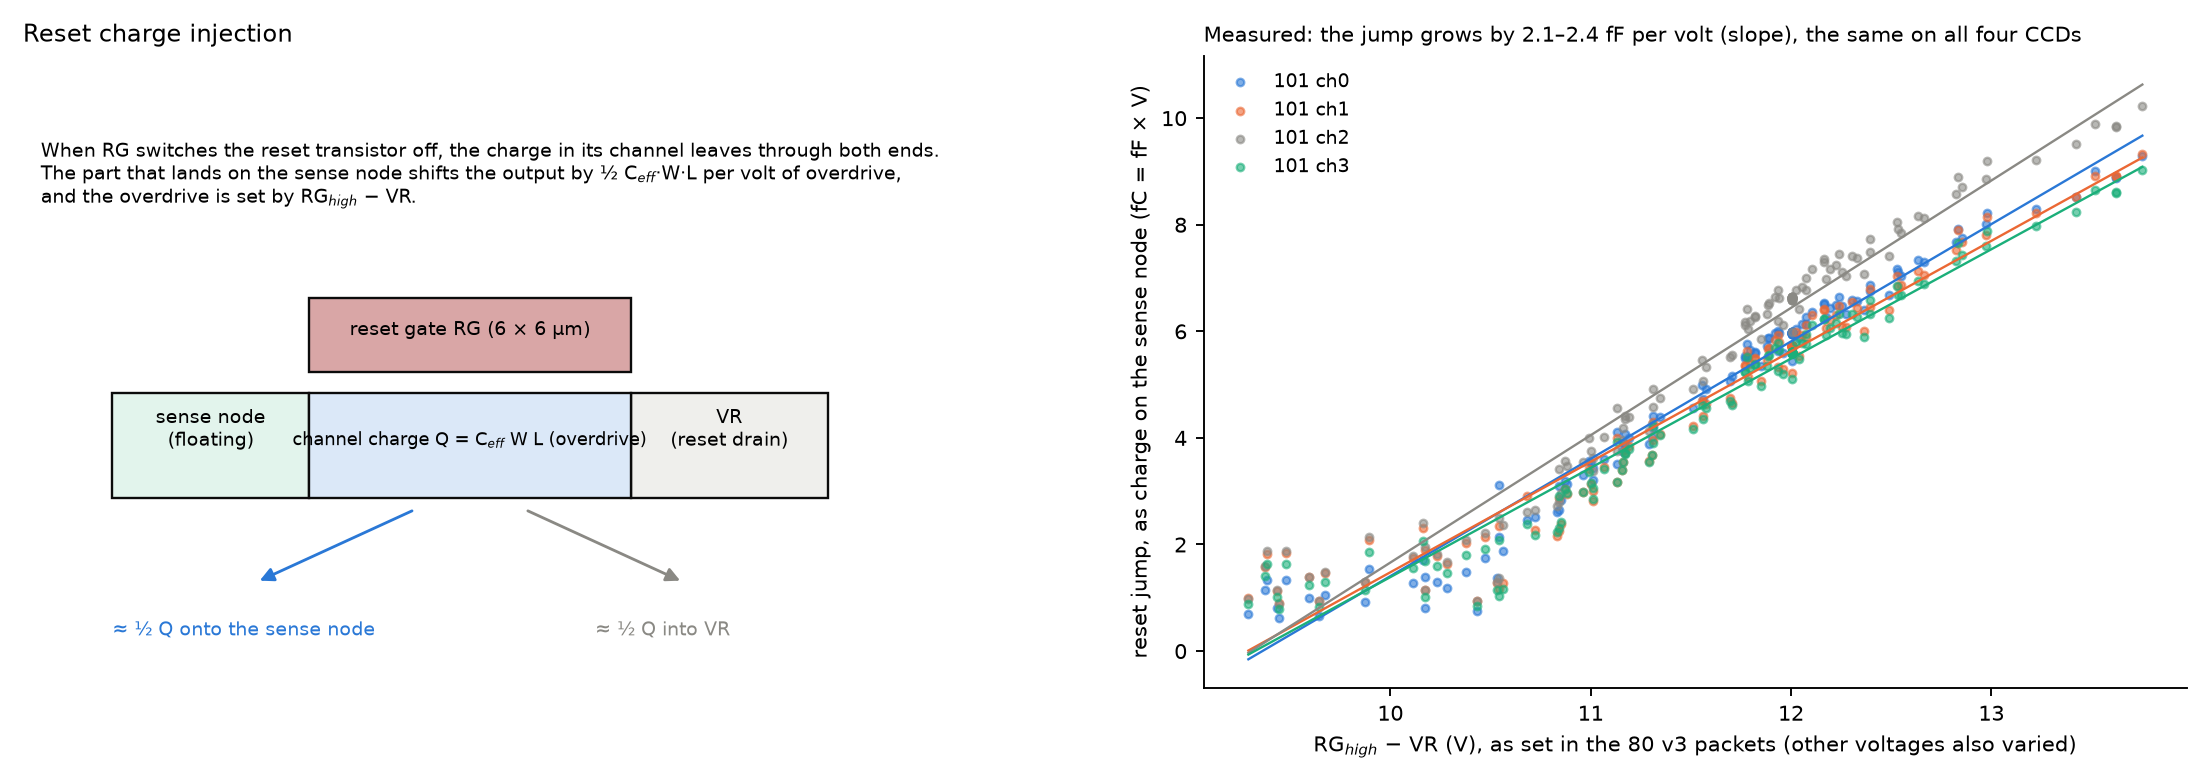 Reset charge injection
When RG switches the reset transistor off, the charge in its channel leaves through both ends.
The part that lands on the sense node shifts the output by ½ C_eff·W·L per volt of overdrive,
and the overdrive is set by RG_high − VR.
reset gate RG (6 × 6 µm)
sense node
(floating)
channel charge Q = C_eff W L (overdrive)
VR
(reset drain)
≈ ½ Q onto the sense node
≈ ½ Q into VR
Measured: the jump grows by 2.1–2.4 fF per volt (slope), the same on all four CCDs
101 ch0
101 ch1
101 ch2
101 ch3
reset jump, as charge on the sense node (fC = fF × V)
10
8
6
4
2
0
10
11
12
13
RG_high − VR (V), as set in the 80 v3 packets (other voltages also varied)